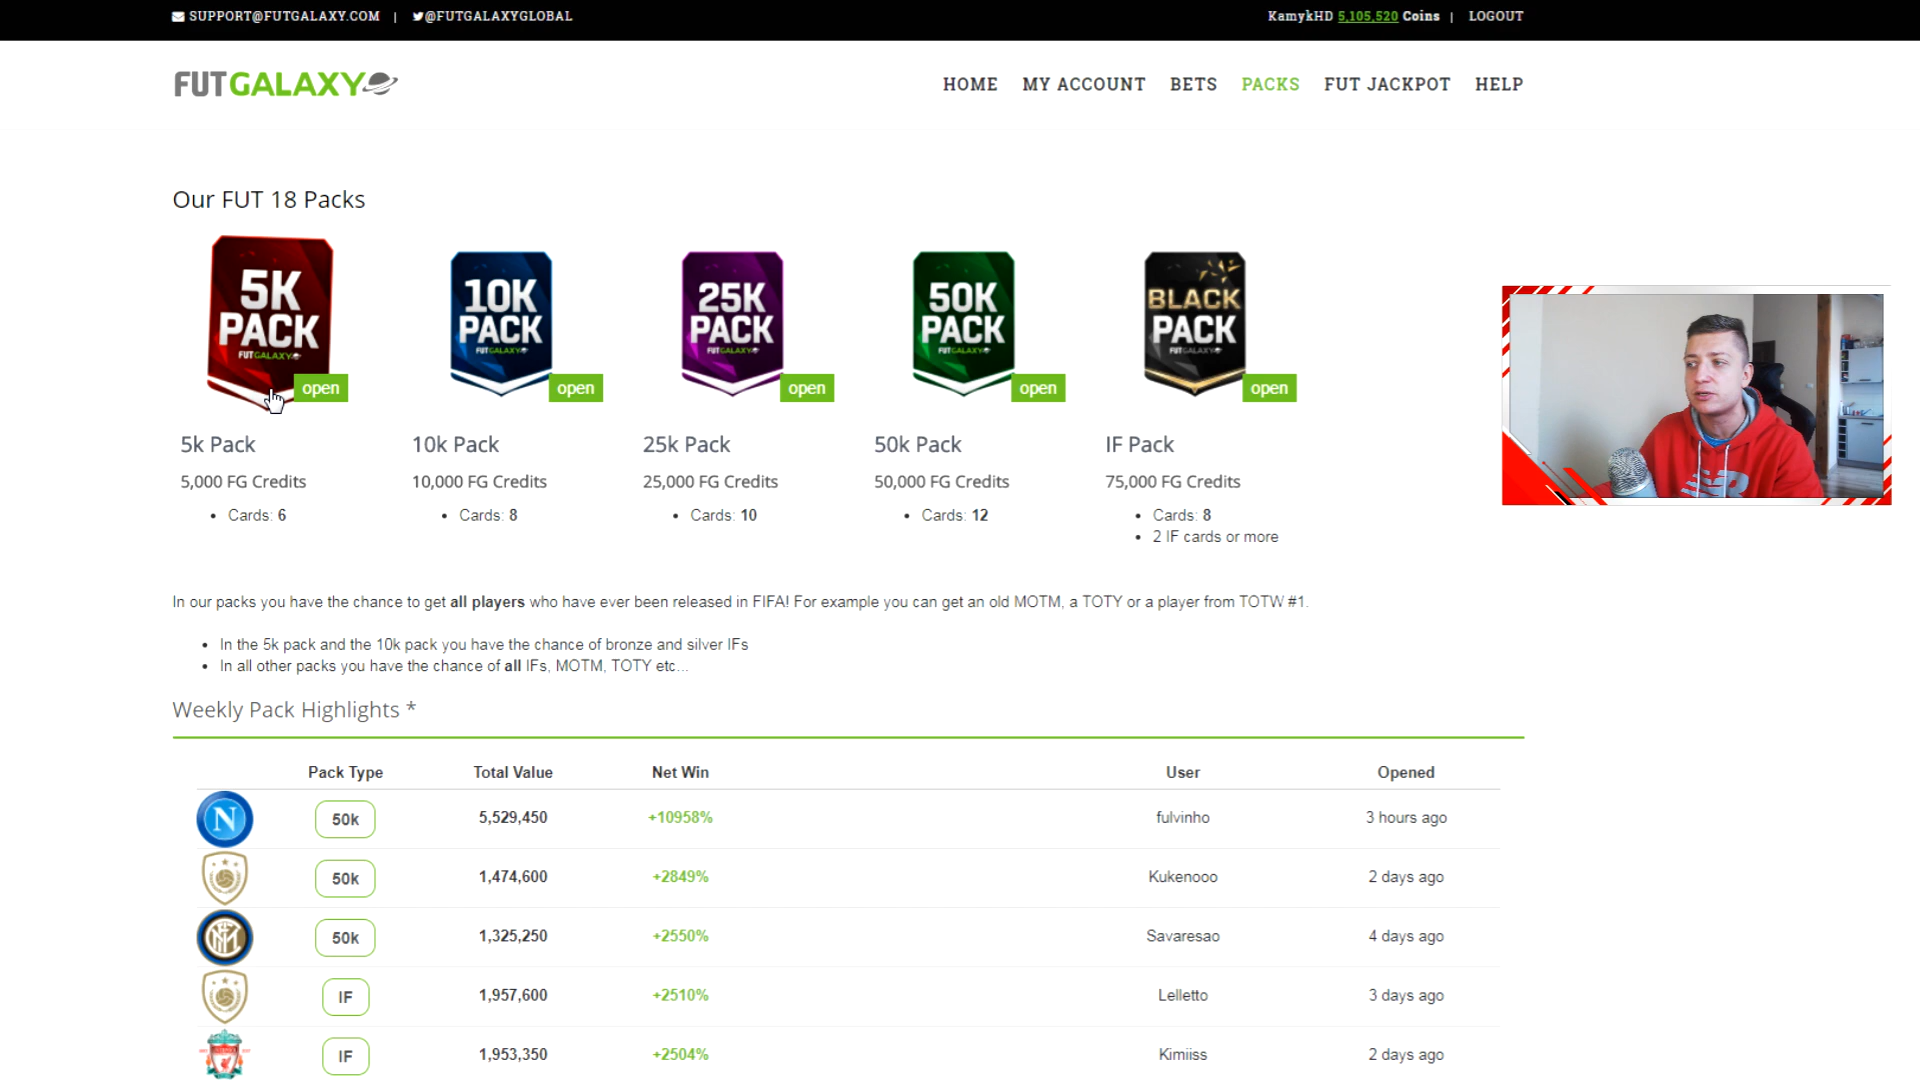 SUPPORT@FUTGALAXY.COM | @FUTGALAXYGLOBAL
KamykHD 5,105,520 Coins | LOGOUT
FUTGALAXY
HOME MY ACCOUNT BETS PACKS FUT JACKPOT HELP
Our FUT 18 Packs
5K PACK FUTGALAXY open
10K PACK FUTGALAXY open
25K PACK FUTGALAXY open
50K PACK FUTGALAXY open
BLACK PACK FUTGALAXY open
5k Pack 10k Pack 25k Pack 50k Pack IF Pack
5,000 FG Credits 10,000 FG Credits 25,000 FG Credits 50,000 FG Credits 75,000 FG Credits
• Cards: 6 • Cards: 8 • Cards: 10 • Cards: 12 • Cards: 8
• 2 IF cards or more
In our packs you have the chance to get all players who have ever been released in FIFA! For example you can get an old MOTM, a TOTY or a player from TOTW #1.
• In the 5k pack and the 10k pack you have the chance of bronze and silver IFs
• In all other packs you have the chance of all IFs, MOTM, TOTY etc...
Weekly Pack Highlights *
Pack Type Total Value Net Win User Opened
N 50k 5,529,450 +10958% fulvinho 3 hours ago
50k 1,474,600 +2849% Kukenooo 2 days ago
50k 1,325,250 +2550% Savaresao 4 days ago
IF 1,957,600 +2510% Lelletto 3 days ago
IF 1,953,350 +2504% Kimiiss 2 days ago